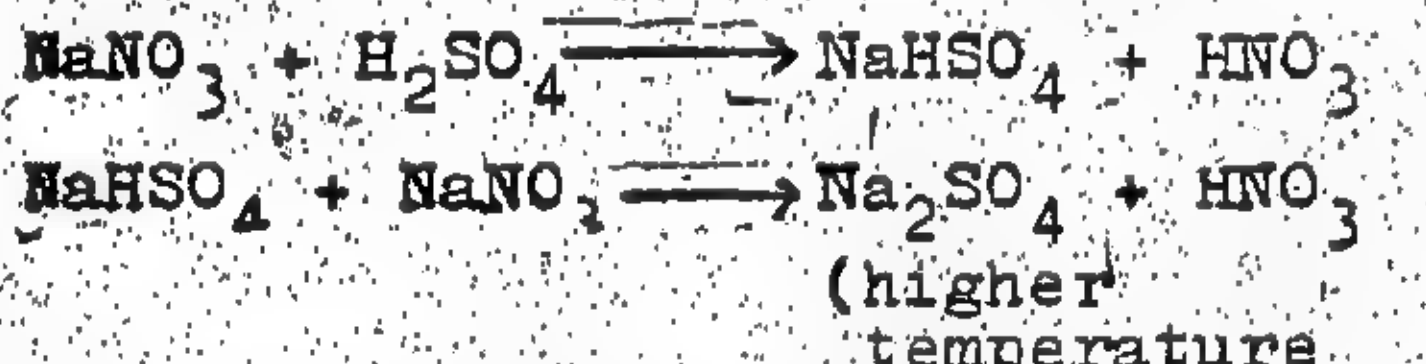 NaNO₃ + H₂SO₄ → NaHSO₄ + HNO₃
NaHSO₄ + NaNO₃ → Na₂SO₄ + HNO₃
(higher
temperature